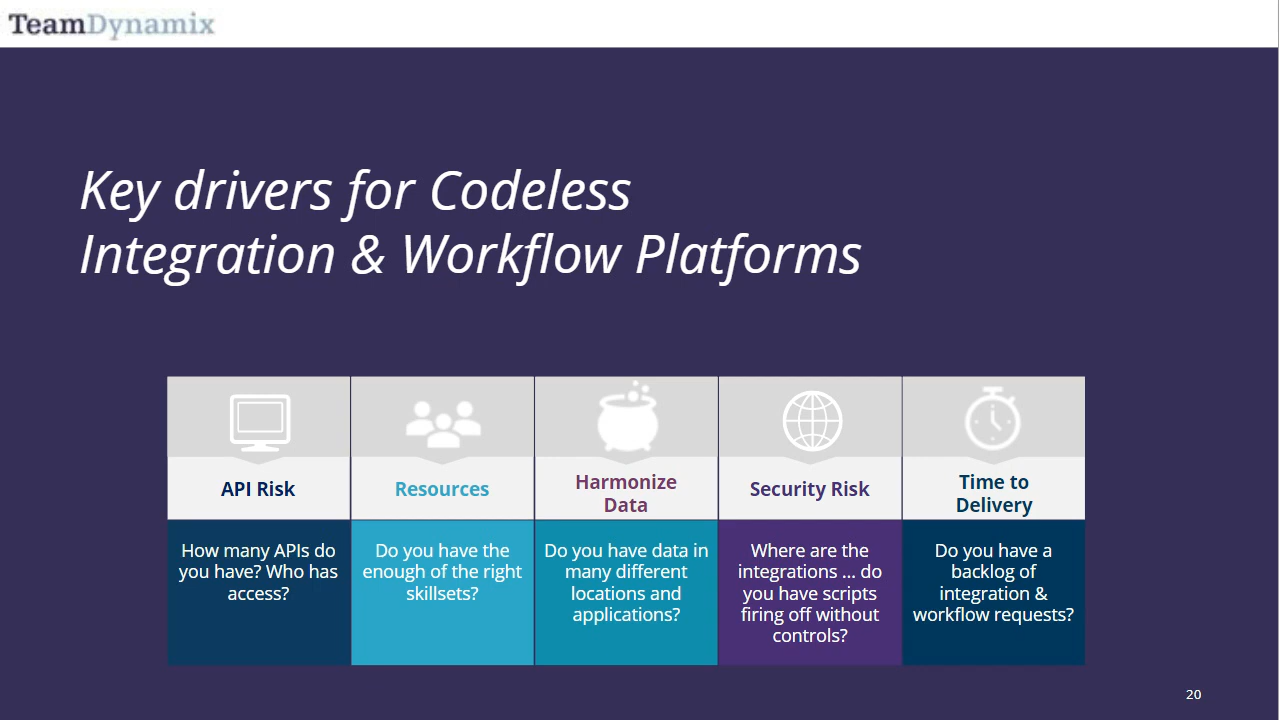 TeamDynamix
Key drivers for Codeless
Integration & Workflow Platforms
API Risk
How many APIs do
you have? Who has
access?
Resources
Do you have the
enough of the right
skillsets?
Harmonize
Data
Do you have data in
many different
locations and
applications?
Security Risk
Where are the
integrations ... do
you have scripts
firing off without
controls?
Time to
Delivery
Do you have a
backlog of
integration &
workflow requests?
20